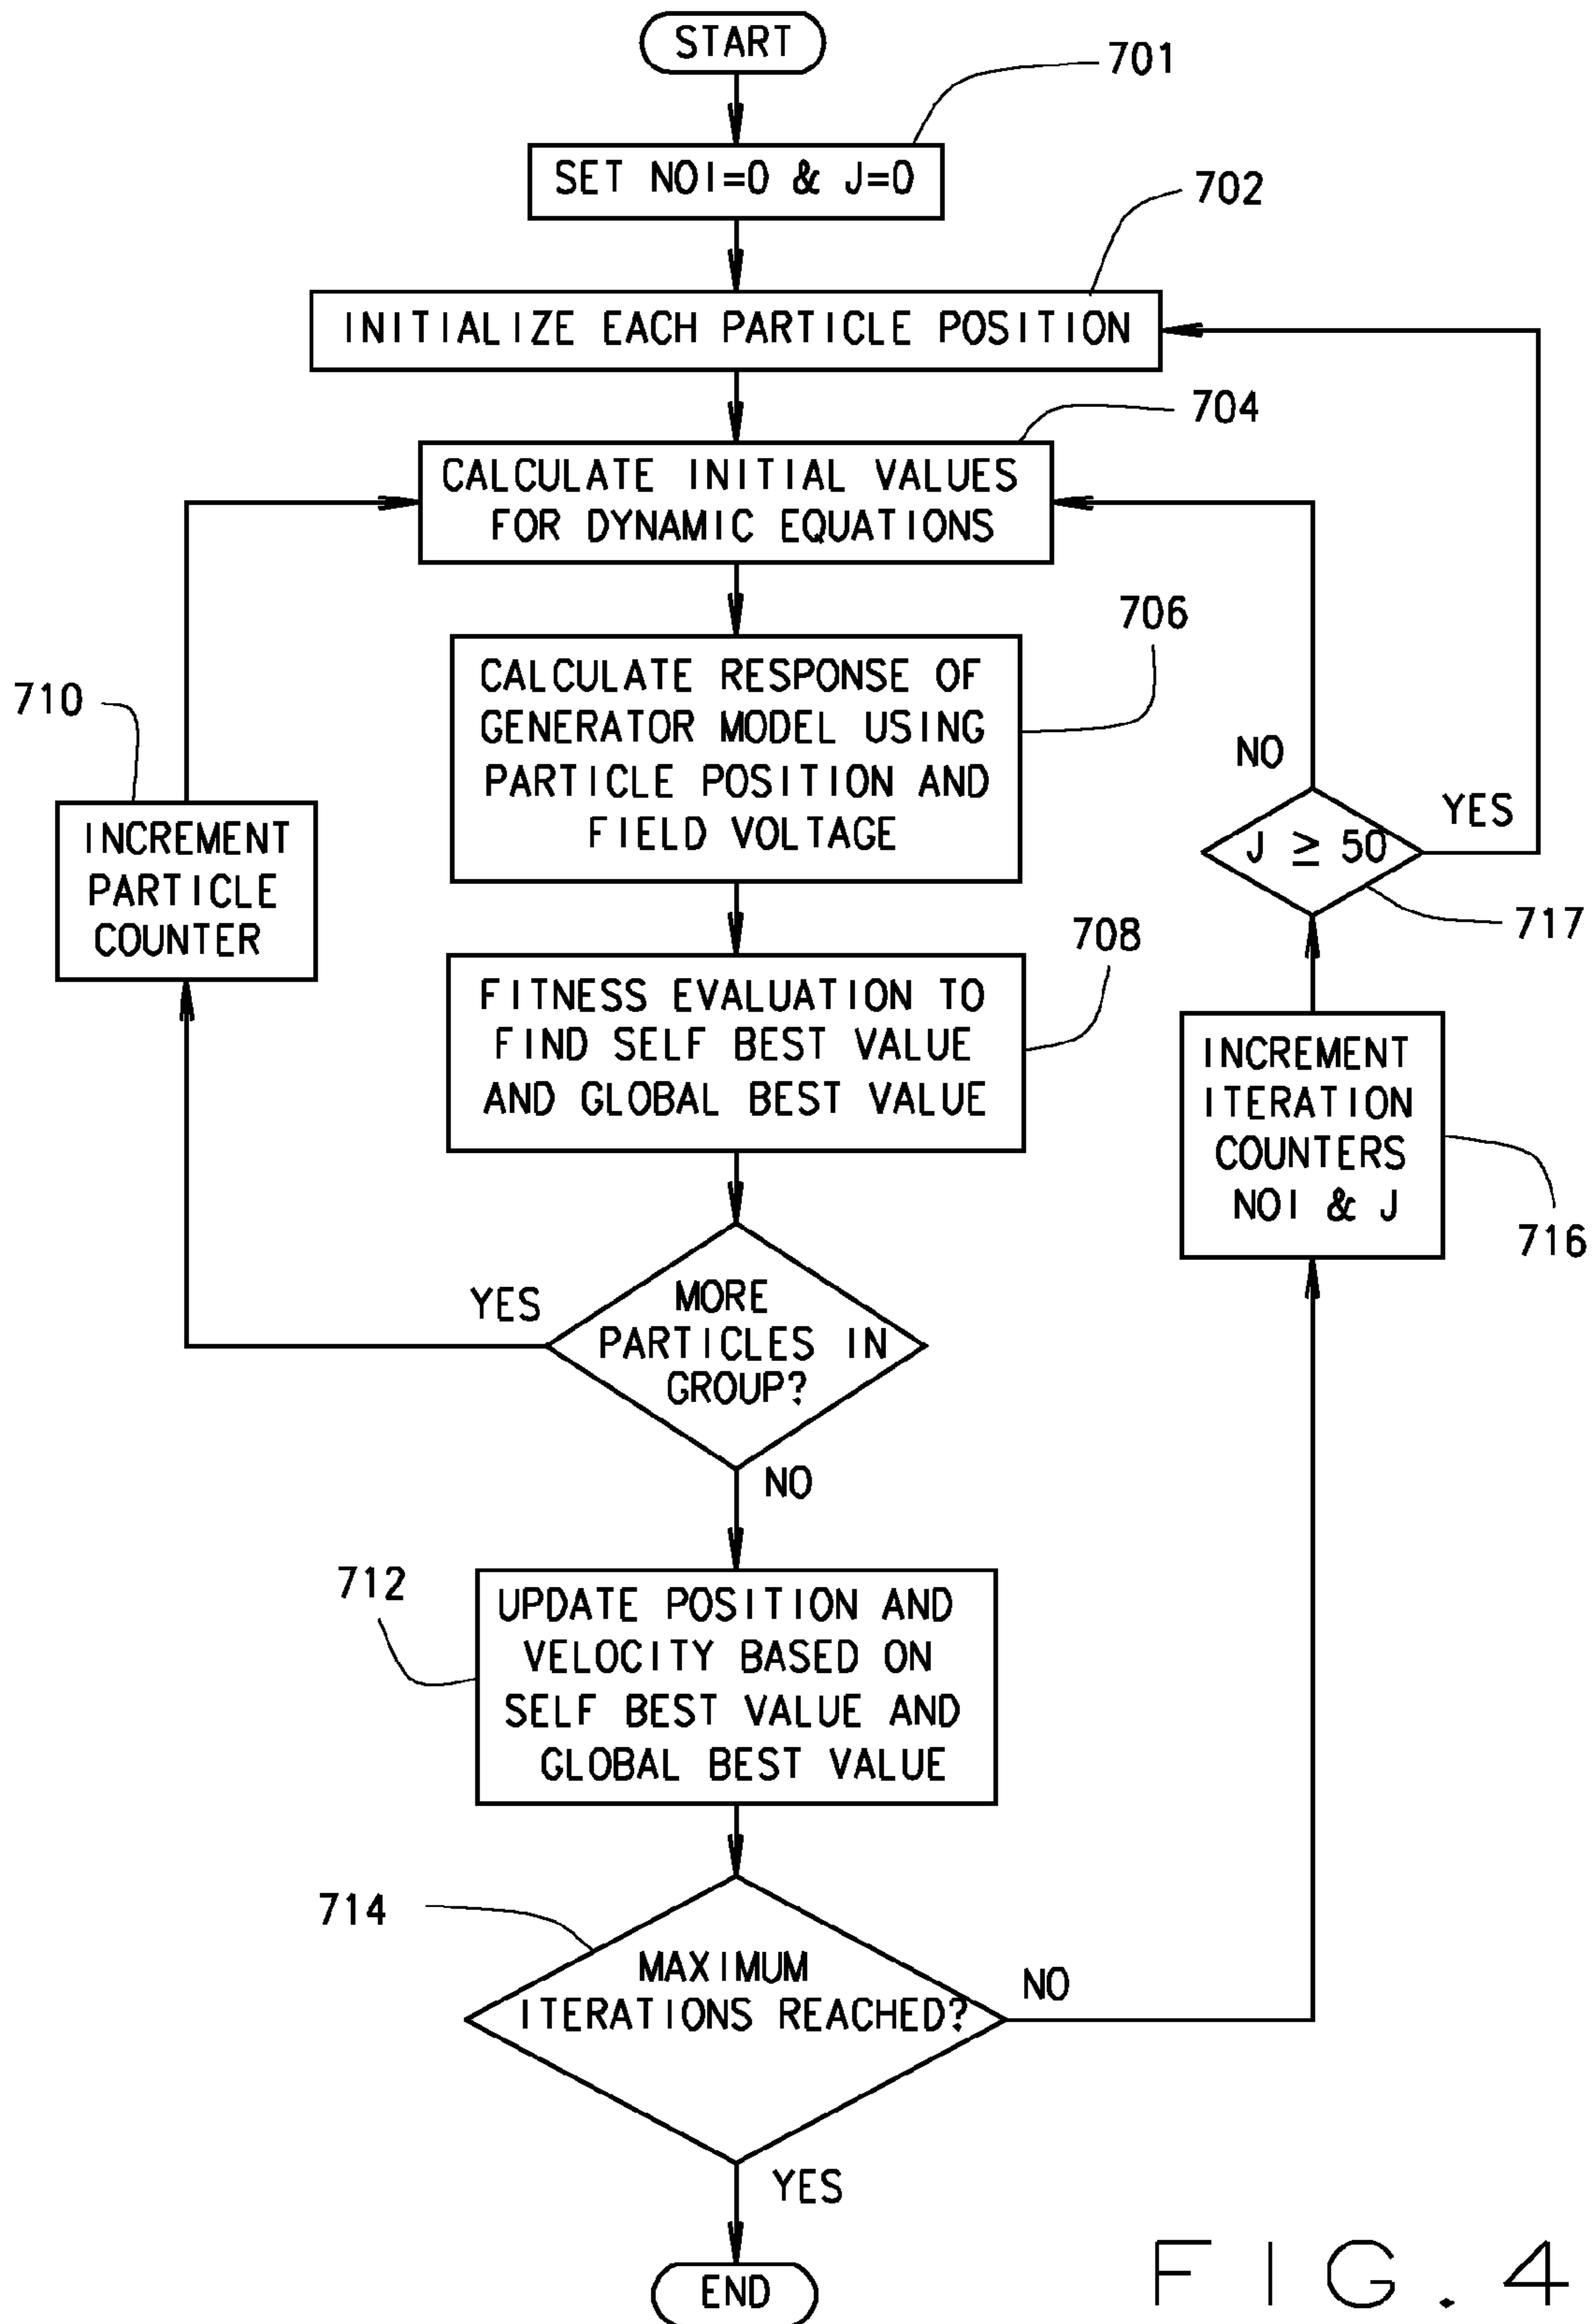 START
701
SET NOI=0 & J=0
702
INITIALIZE EACH PARTICLE POSITION
704
CALCULATE INITIAL VALUES
FOR DYNAMIC EQUATIONS
706
CALCULATE RESPONSE OF
GENERATOR MODEL USING
PARTICLE POSITION AND
FIELD VOLTAGE
710
INCREMENT
PARTICLE
COUNTER
NO
YES
J ≥ 50
717
708
FITNESS EVALUATION TO
FIND SELF BEST VALUE
AND GLOBAL BEST VALUE
INCREMENT
ITERATION
COUNTERS
NOI & J
716
YES
MORE
PARTICLES IN
GROUP?
NO
712
UPDATE POSITION AND
VELOCITY BASED ON
SELF BEST VALUE AND
GLOBAL BEST VALUE
714
MAXIMUM
ITERATIONS REACHED?
NO
YES
END
FIG. 4